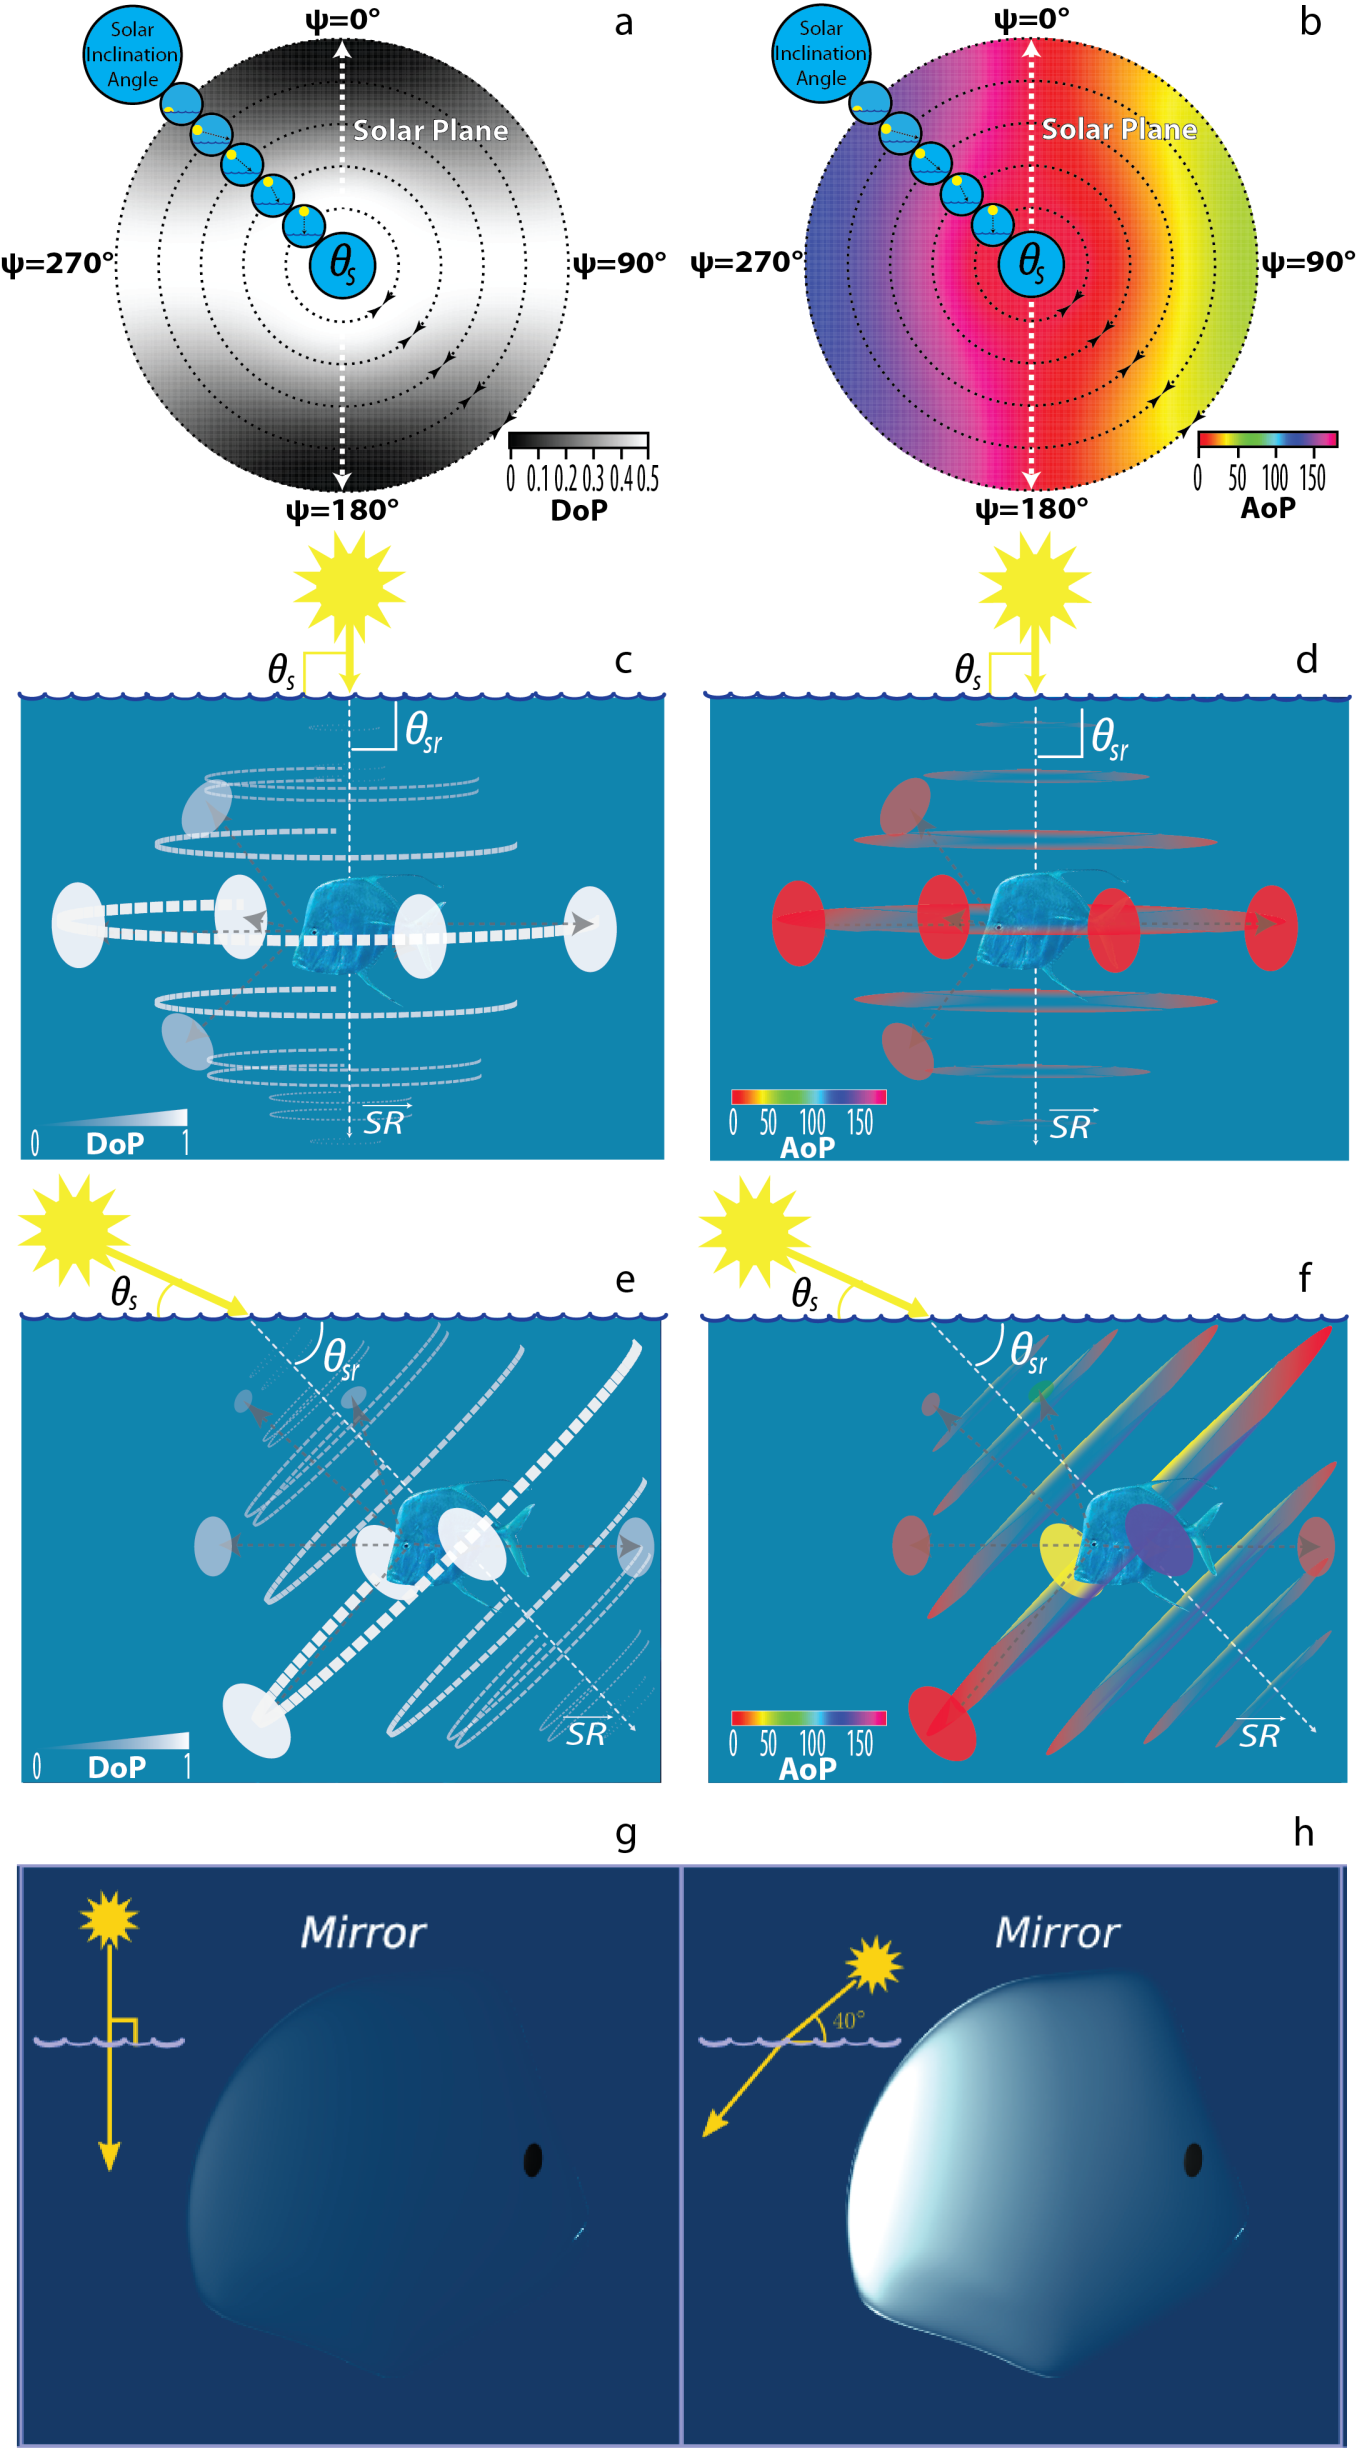 a
ψ=0°
Solar
Inclination
Angle
Solar Plane
ψ=270°
θs
ψ=90°
ψ=180°
0 0.1 0.2 0.3 0.4 0.5
DoP
b
ψ=0°
Solar
Inclination
Angle
Solar Plane
ψ=270°
θs
ψ=90°
ψ=180°
0 50 100 150
AoP
c
θs
θsr
SR
0 DoP 1
d
θs
θsr
SR
0 50 100 150
AoP
e
θs
θsr
SR
0 DoP 1
f
θs
θsr
SR
0 50 100 150
AoP
g
Mirror
h
Mirror
40°